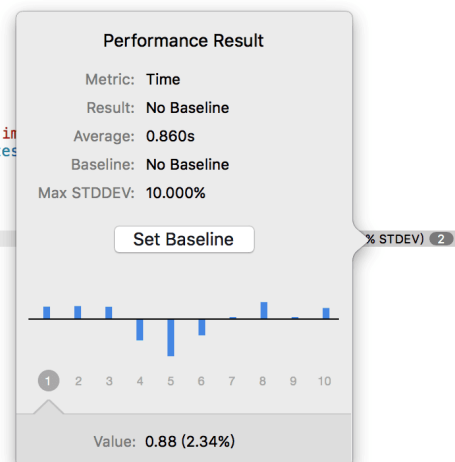 Performance Result
Metric: Time
Result: No Baseline
Average: 0.860s
Baseline: No Baseline
Max STDDEV: 10.000%
Set Baseline
% STDEV) 2
1 2 3 4 5 6 7 8 9 10
Value: 0.88 (2.34%)